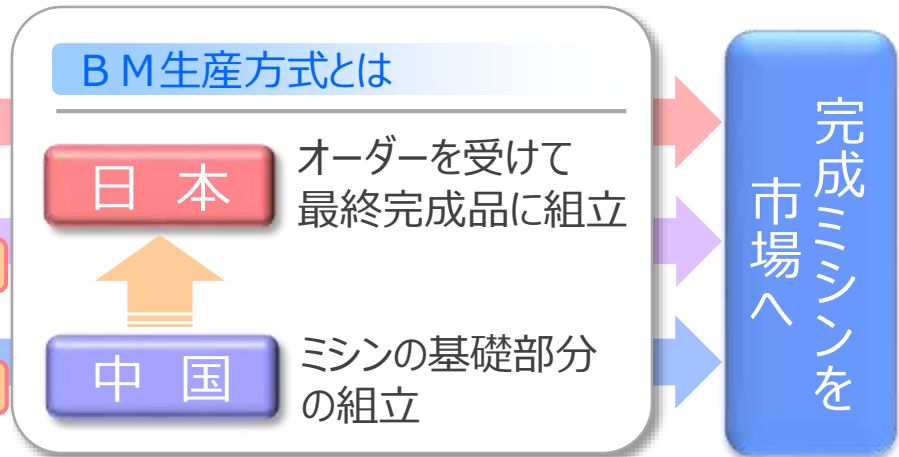 ＢＭ生産方式とは
日 本
オーダーを受けて
最終完成品に組立
中 国
ミシンの基礎部分
の組立
完成ミシンを
市場へ